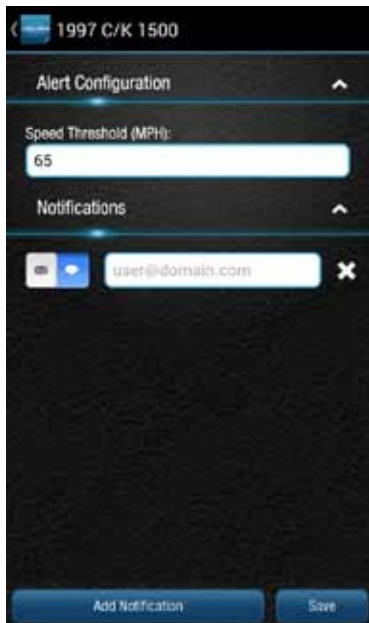 1997 C/K 1500
Alert Configuration
Speed Threshold (MPH):
65
Notifications
user@domain.com
Add Notification
Save